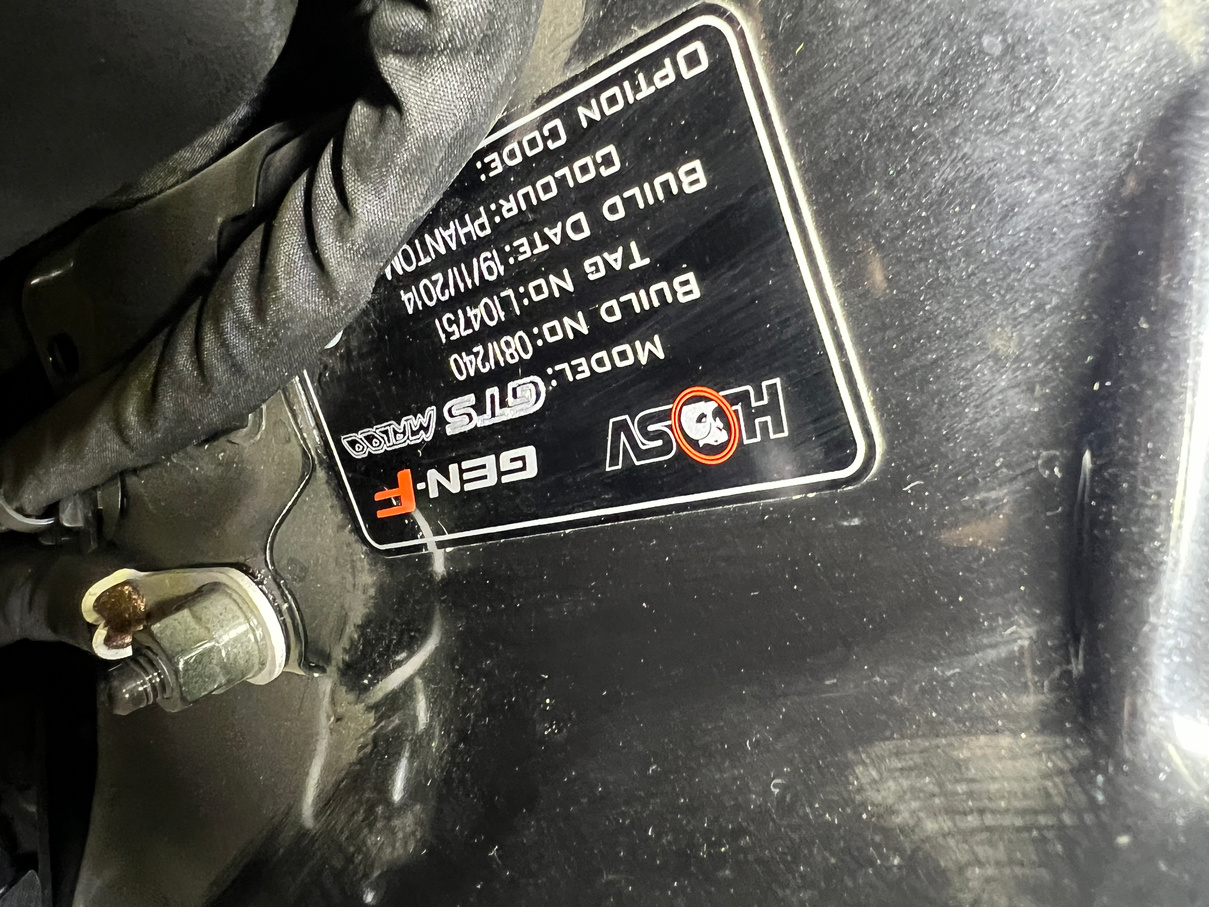 HSV GEN-F
MODEL: GTS MALOO
BUILD NO: 081/240
TAG NO: L104751
BUILD DATE: 19/11/2014
COLOUR: PHANTOM
OPTION CODE: